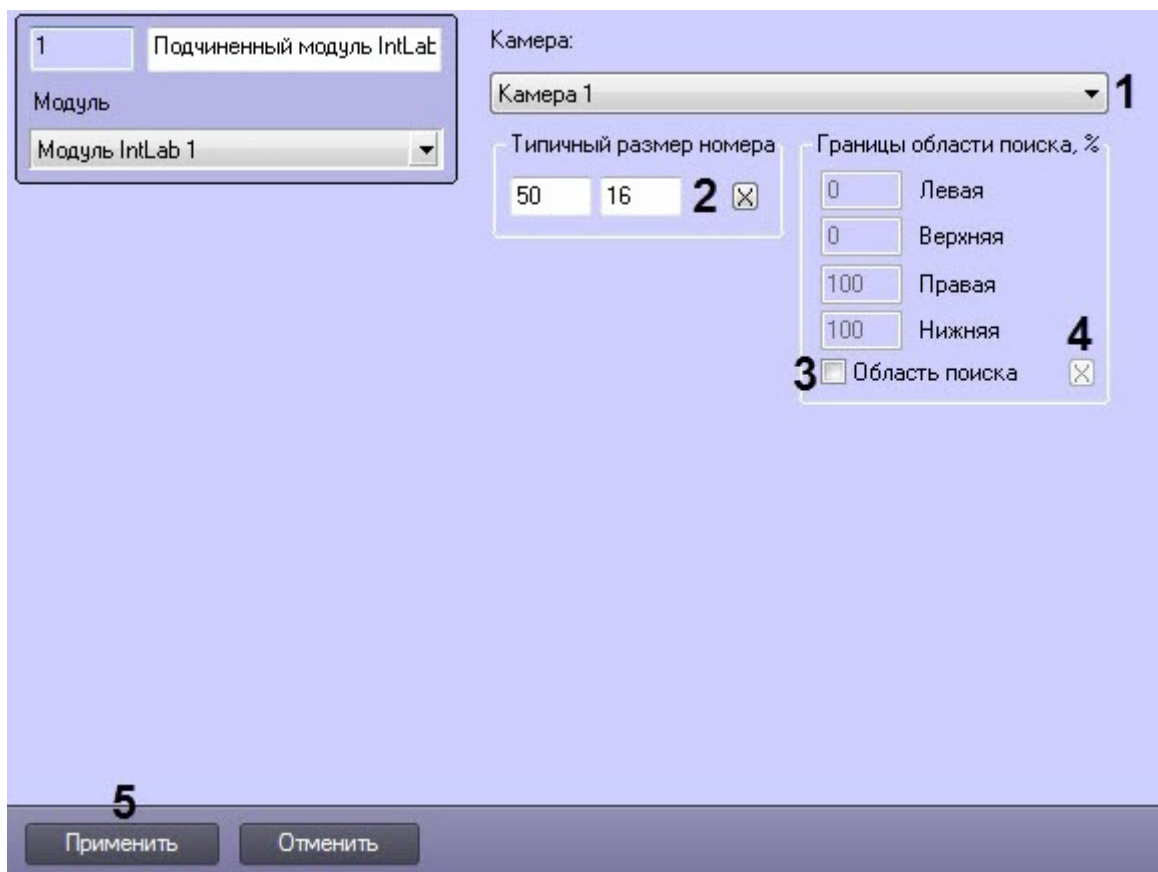 1 Подчиненный модуль IntLab
Модуль
Модуль IntLab 1
Камера:
Камера 1 1
Типичный размер номера
50 16 2
Границы области поиска, %
0 Левая
0 Верхняя
100 Правая
100 Нижняя
4
3 Область поиска
5
Применить Отменить